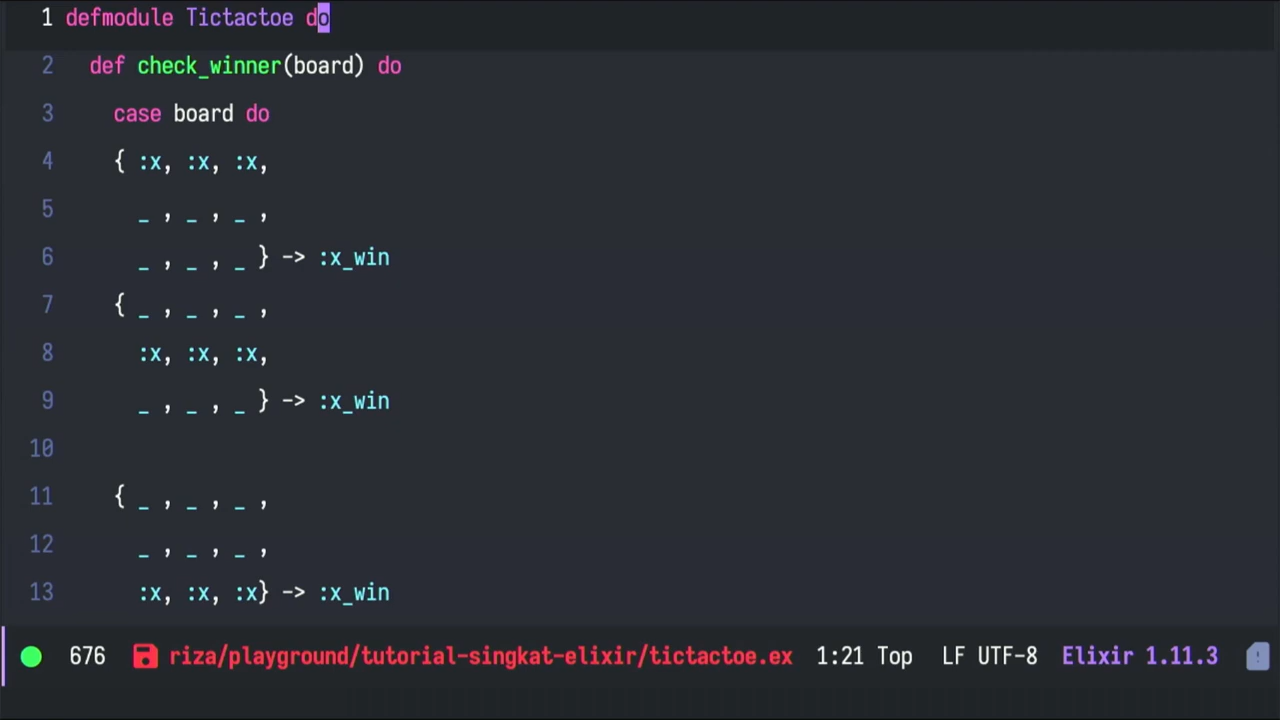 1 defmodule Tictactoe do
2 def check_winner(board) do
3 case board do
4 { :x, :x, :x,
5 _ , _ , _ ,
6 _ , _ , _ } -> :x_win
7 { _ , _ , _ ,
8 :x, :x, :x,
9 _ , _ , _ } -> :x_win
10
11 { _ , _ , _ ,
12 _ , _ , _ ,
13 :x, :x, :x} -> :x_win
676 riza/playground/tutorial-singkat-elixir/tictactoe.ex 1:21 Top LF UTF-8 Elixir 1.11.3